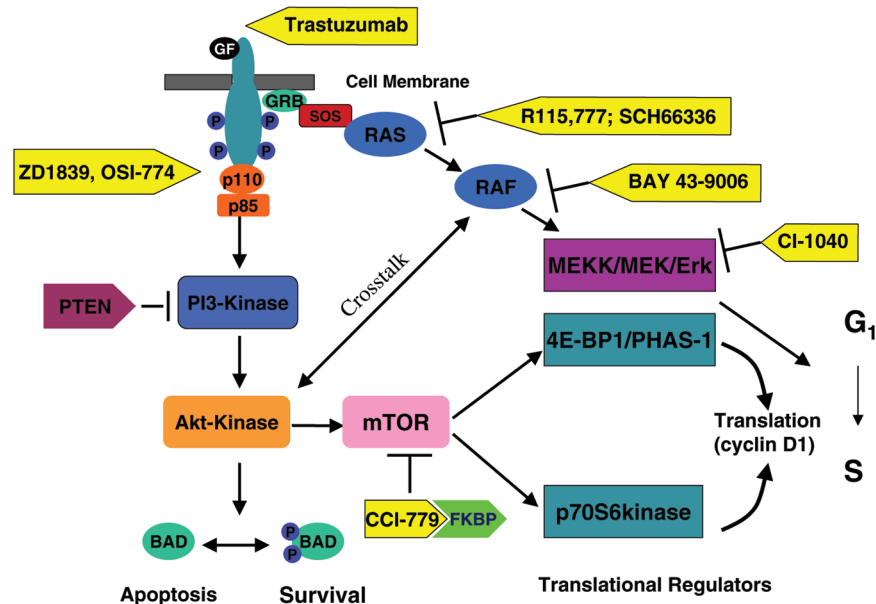 Trastuzumab
GF
Cell Membrane
GRB
SOS
P
P
P
P
RAS
R115,777; SCH66336
ZD1839, OSI-774
p110
p85
RAF
BAY 43-9006
CI-1040
MEKK/MEK/Erk
Crosstalk
PTEN
PI3-Kinase
4E-BP1/PHAS-1
G1
Akt-Kinase
mTOR
Translation
(cyclin D1)
S
CCI-779
FKBP
p70S6kinase
BAD
P
P
BAD
Apoptosis
Survival
Translational Regulators